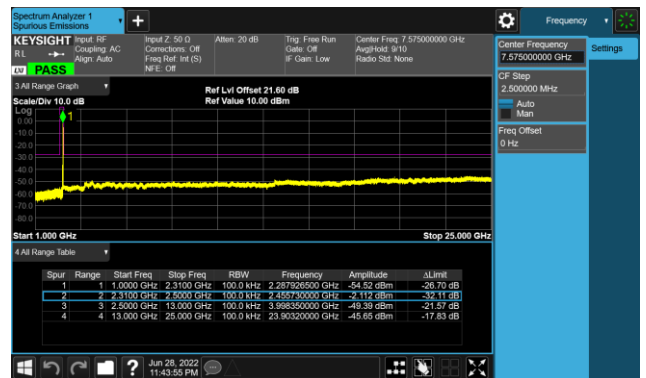 Spectrum Analyzer 1
Spurious Emissions
Frequency
KEYSIGHT Input: RF Input Z: 50 Ω Atten: 20 dB Trig: Free Run Center Freq: 7.575000000 GHz
RL Coupling: AC Corrections: Off Gate: Off Avg|Hold: 9/10
Align: Auto Freq Ref: Int (S) IF Gain: Low Radio Std: None
LXI PASS NFE: Off
Center Frequency
7.575000000 GHz
Settings
CF Step
2.500000 MHz
Auto
Man
Freq Offset
0 Hz
3 All Range Graph
Ref Lvl Offset 21.60 dB
Scale/Div 10.0 dB Ref Value 10.00 dBm
Log
1
0.00
-10.0
-20.0
-30.0
-40.0
-50.0
-60.0
-70.0
-80.0
Start 1.000 GHz Stop 25.000 GHz
4 All Range Table
Spur Range Start Freq Stop Freq RBW Frequency Amplitude ΔLimit
1 1 1.0000 GHz 2.3100 GHz 100.0 kHz 2.287926500 GHz -54.52 dBm -26.70 dB
2 2 2.3100 GHz 2.5000 GHz 100.0 kHz 2.455730000 GHz -2.112 dBm -32.11 dB
3 3 2.5000 GHz 13.000 GHz 100.0 kHz 3.998350000 GHz -49.39 dBm -21.57 dB
4 4 13.000 GHz 25.000 GHz 100.0 kHz 23.90320000 GHz -45.65 dBm -17.83 dB
Jun 28, 2022
11:43:55 PM